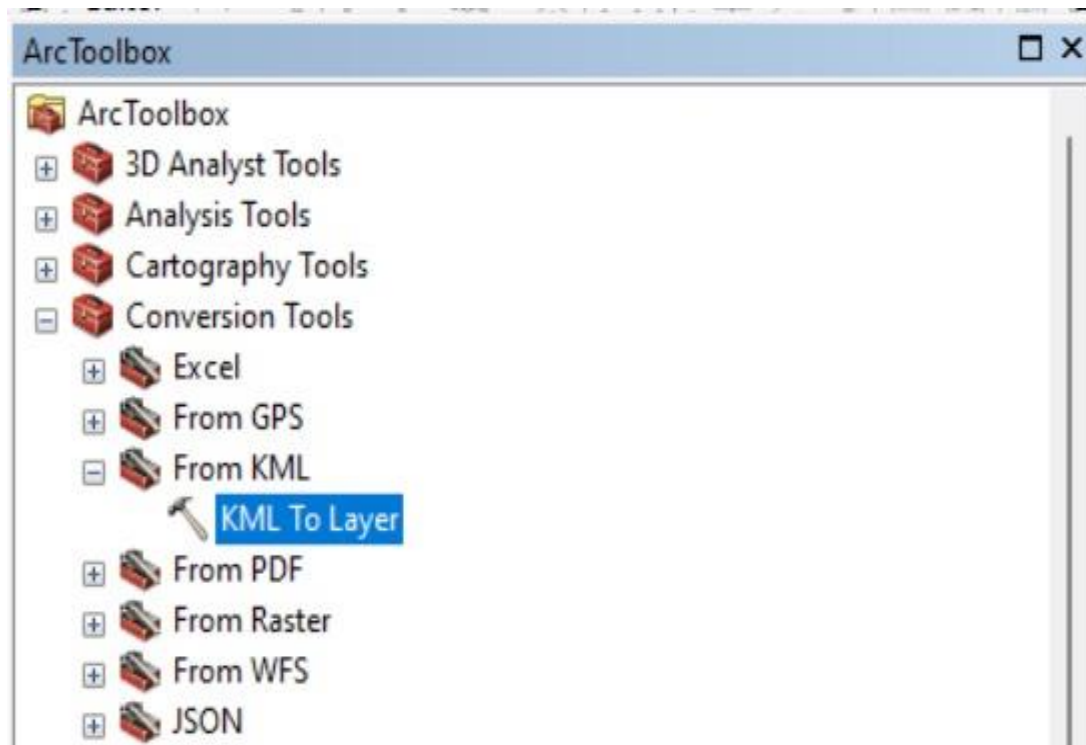 ArcToolbox
ArcToolbox
3D Analyst Tools
Analysis Tools
Cartography Tools
Conversion Tools
Excel
From GPS
From KML
KML To Layer
From PDF
From Raster
From WFS
JSON